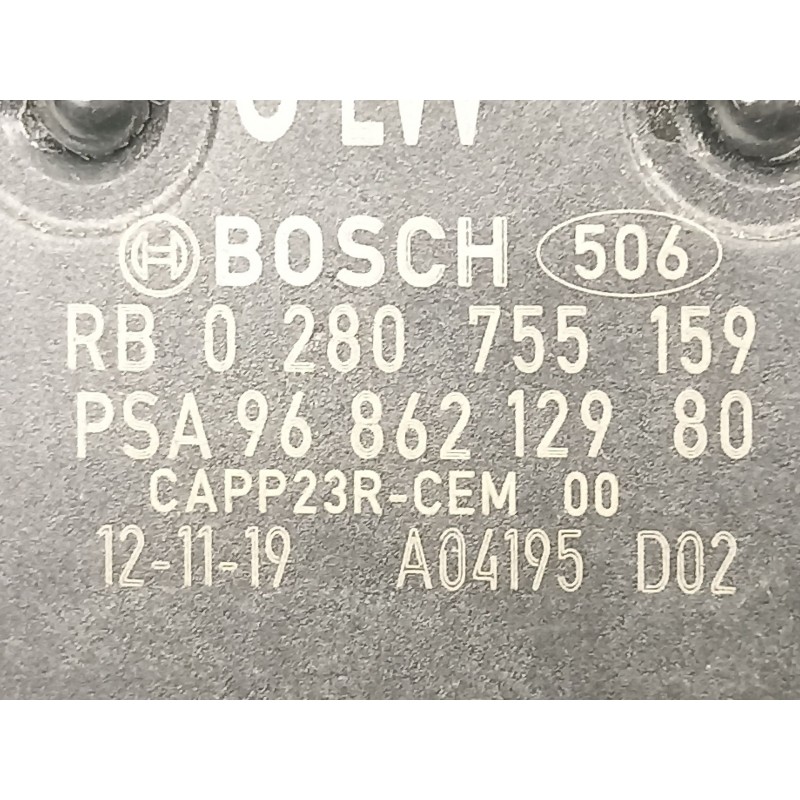 BOSCH 506
RB 0 280 755 159
PSA 96 862 129 80
CAPP23R-CEM 00
12-11-19 A04195 D02